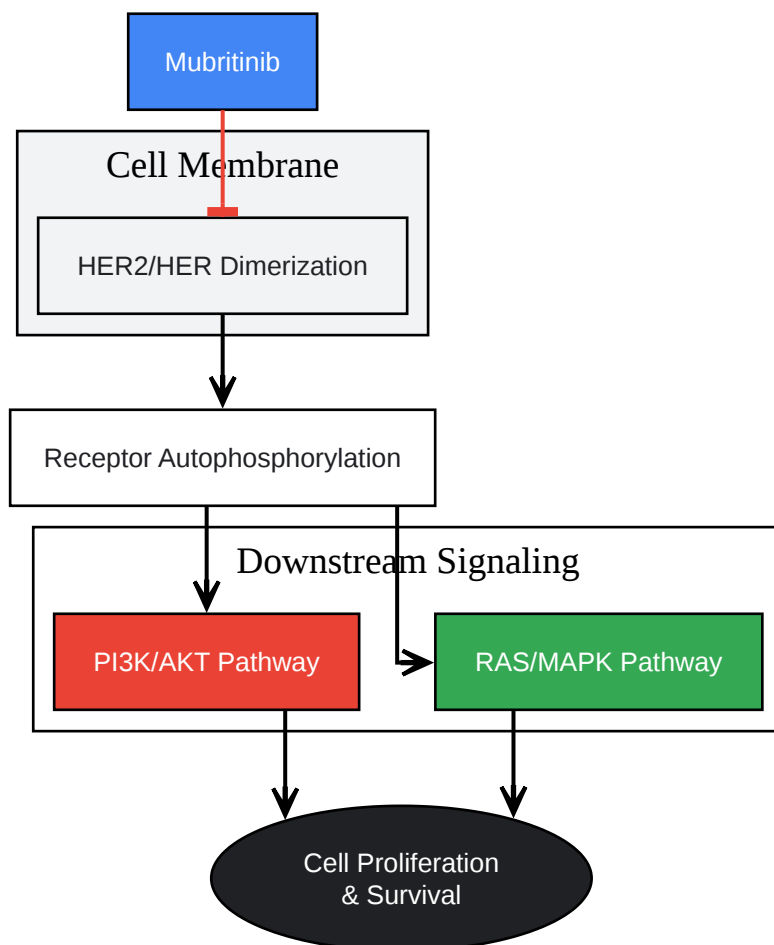 Mubritinib
Cell Membrane
HER2/HER Dimerization
Receptor Autophosphorylation
Downstream Signaling
PI3K/AKT Pathway
RAS/MAPK Pathway
Cell Proliferation
& Survival